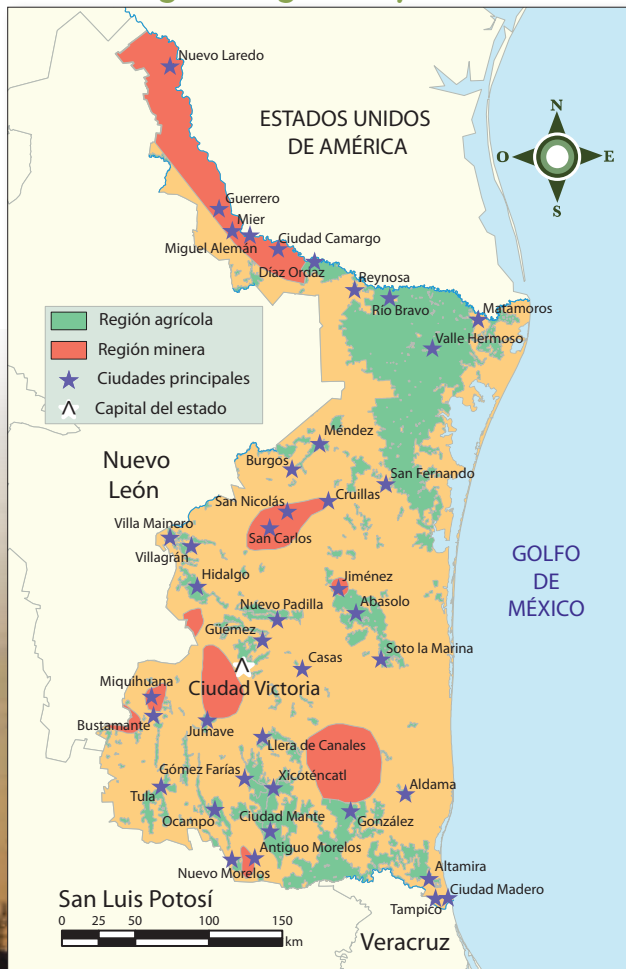 Nuevo Laredo
ESTADOS UNIDOS
DE AMÉRICA
N
O
E
S
Guerrero
Mier
Ciudad Camargo
Miguel Alemán
Díaz Ordaz
Reynosa
Río Bravo
Matamoros
Valle Hermoso
Región agrícola
Región minera
Ciudades principales
Capital del estado
Méndez
Nuevo
León
Burgos
San Fernando
Cruillas
San Nicolás
Villa Mainero
San Carlos
Villagrán
GOLFO
DE
MÉXICO
Hidalgo
Jiménez
Nuevo Padilla
Abasolo
Güémez
Soto la Marina
Casas
Ciudad Victoria
Miquihuana
Bustamante
Jumave
Llera de Canales
Gómez Farías
Xicoténcatl
Tula
Aldama
Ocampo
Ciudad Mante
González
Antiguo Morelos
Nuevo Morelos
Altamira
Ciudad Madero
Tampico
San Luis Potosí
0 25 50 100 150
km
Veracruz